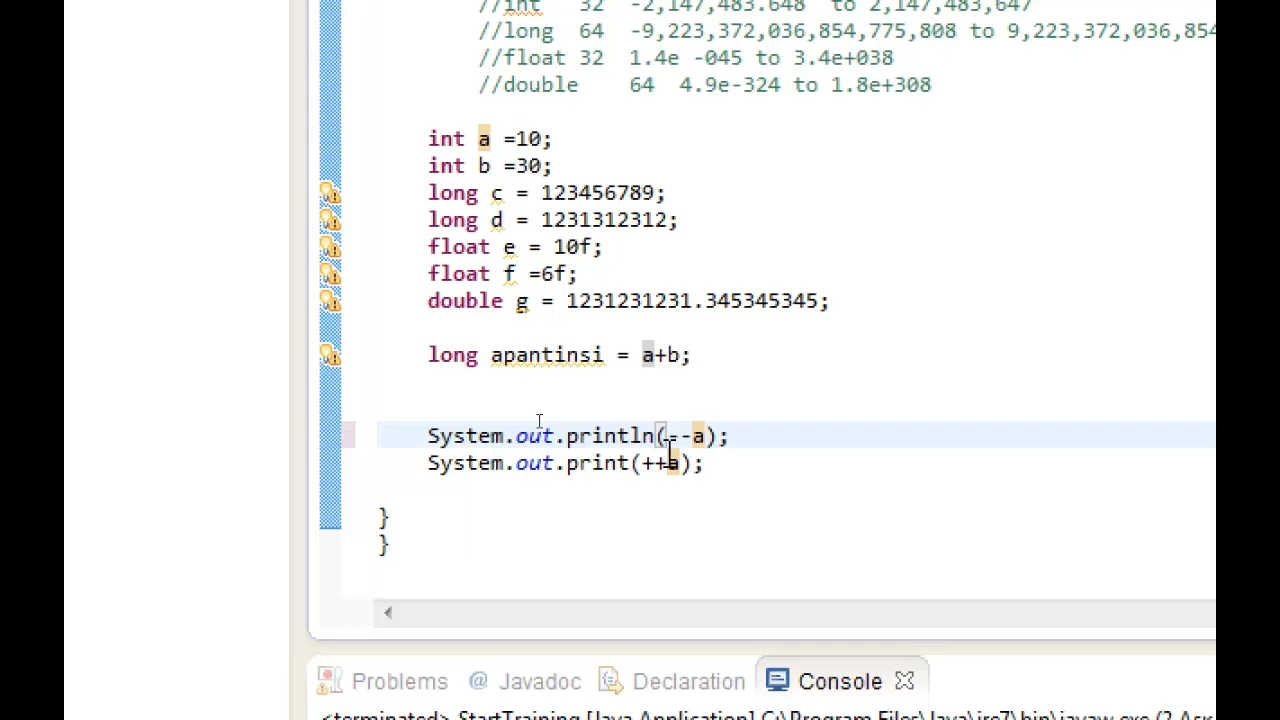 //int 32 -2,147,483.648 to 2,147,483,647
//long 64 -9,223,372,036,854,775,808 to 9,223,372,036,854
//float 32 1.4e -045 to 3.4e+038
//double 64 4.9e-324 to 1.8e+308
int a =10;
int b =30;
long c = 123456789;
long d = 1231312312;
float e = 10f;
float f =6f;
double g = 1231231231.345345345;
long apantinsi = a+b;
System.out.println(--a);
System.out.print(++a);
}
}
Problems @ Javadoc Declaration Console
<terminated> StartTraining [Java Application] C:\Program Files\Java\jre7\bin\javaw.exe (2 Ask